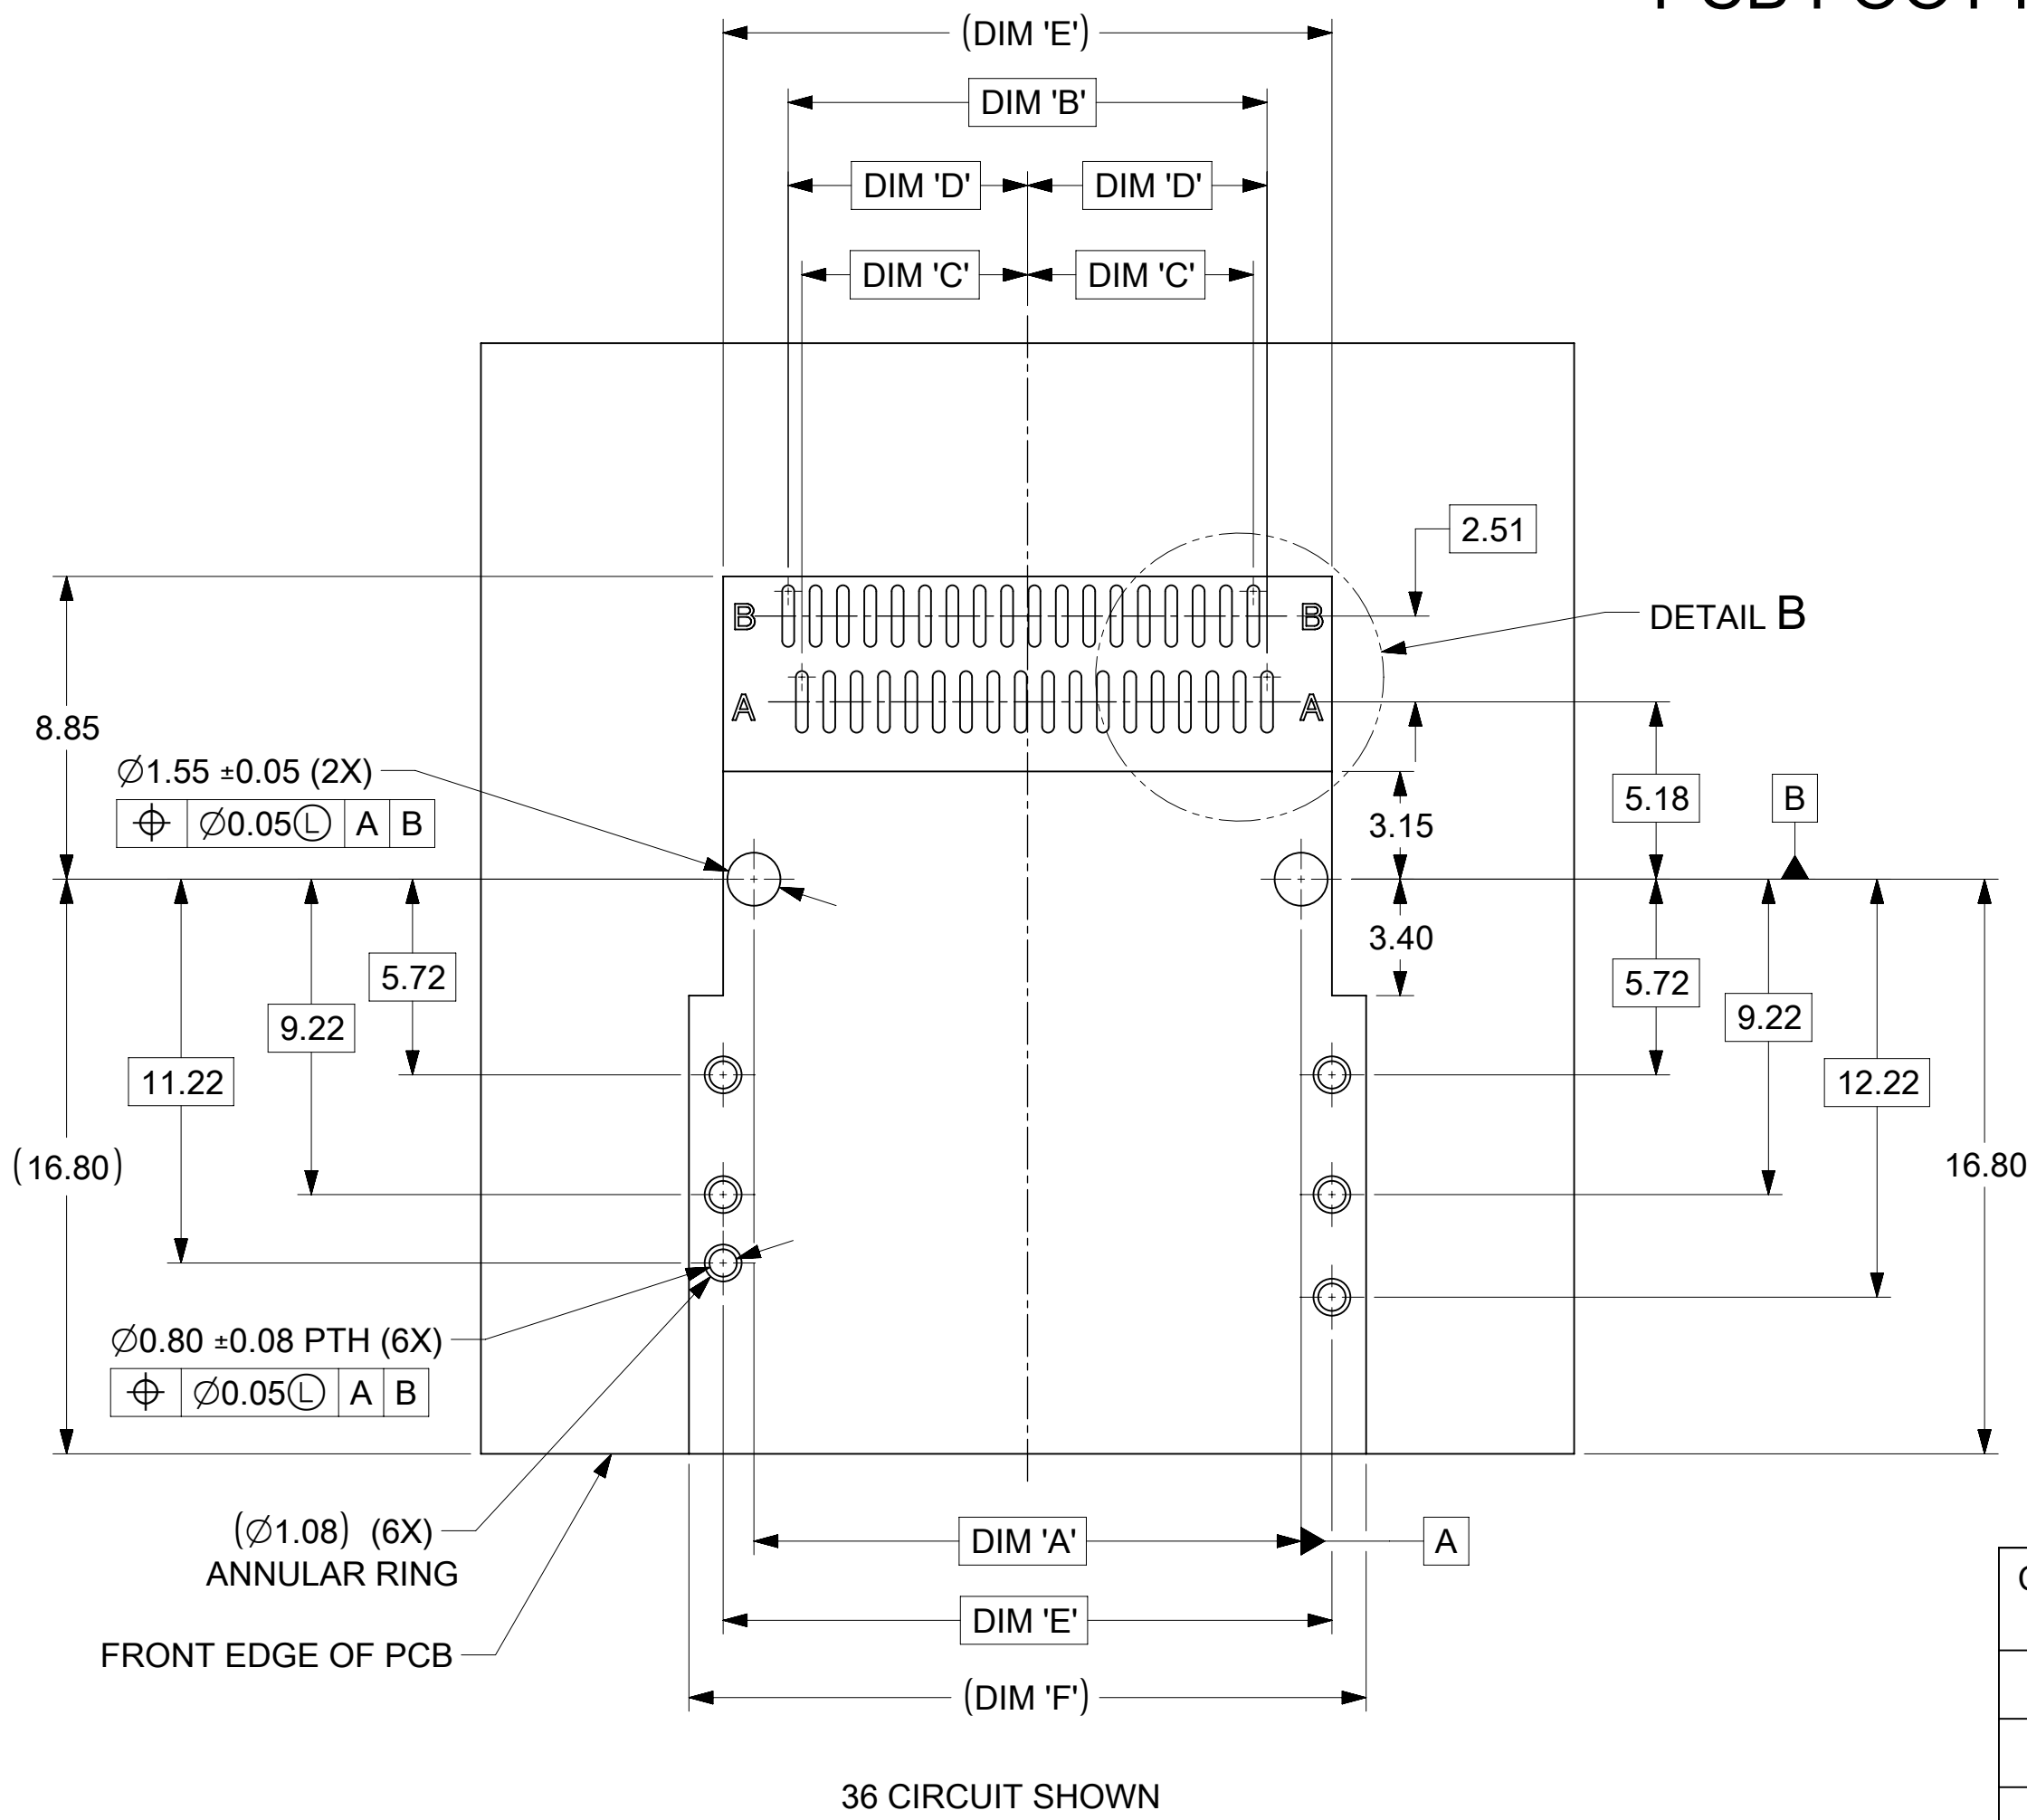 (DIM 'E')
DIM 'B'
DIM 'D' DIM 'D'
DIM 'C' DIM 'C'
2.51
B B
DETAIL B
A A
8.85
∅1.55 ±0.05 (2X)
⌖ ∅0.05Ⓛ A B
3.15
5.18
B
3.40
5.72
5.72
9.22
9.22
11.22
12.22
(16.80)
16.80
∅0.80 ±0.08 PTH (6X)
⌖ ∅0.05Ⓛ A B
(∅1.08) (6X)
ANNULAR RING
DIM 'A'
A
DIM 'E'
FRONT EDGE OF PCB
(DIM 'F')
36 CIRCUIT SHOWN